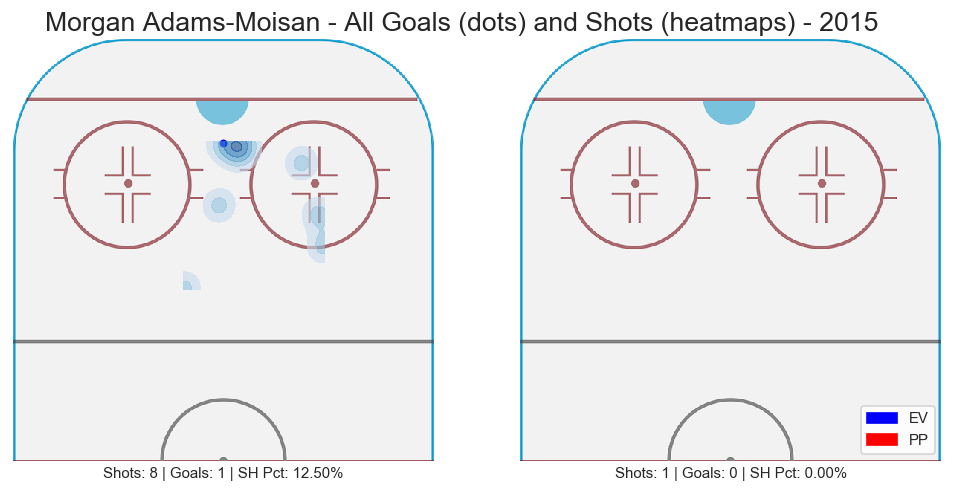 Morgan Adams-Moisan - All Goals (dots) and Shots (heatmaps) - 2015
EV
PP
Shots: 8 | Goals: 1 | SH Pct: 12.50%
Shots: 1 | Goals: 0 | SH Pct: 0.00%